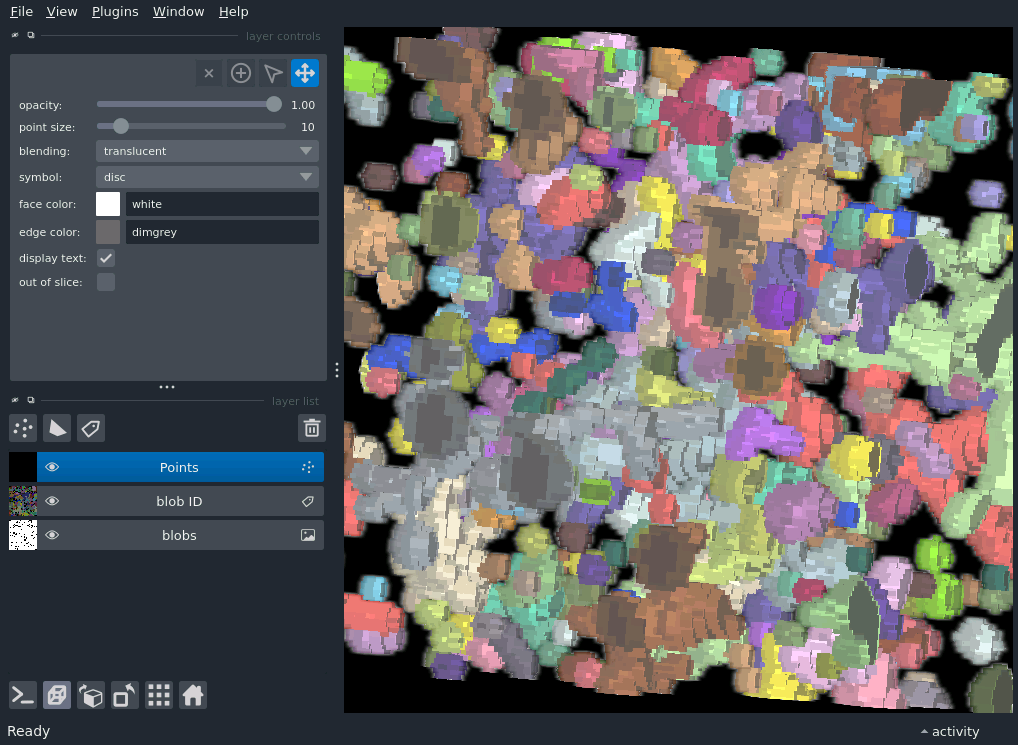 File View Plugins Window Help
layer controls
opacity: 1.00
point size: 10
blending: translucent
symbol: disc
face color: white
edge color: dimgrey
display text:
out of slice:
layer list
Points
blob ID
blobs
Ready
activity